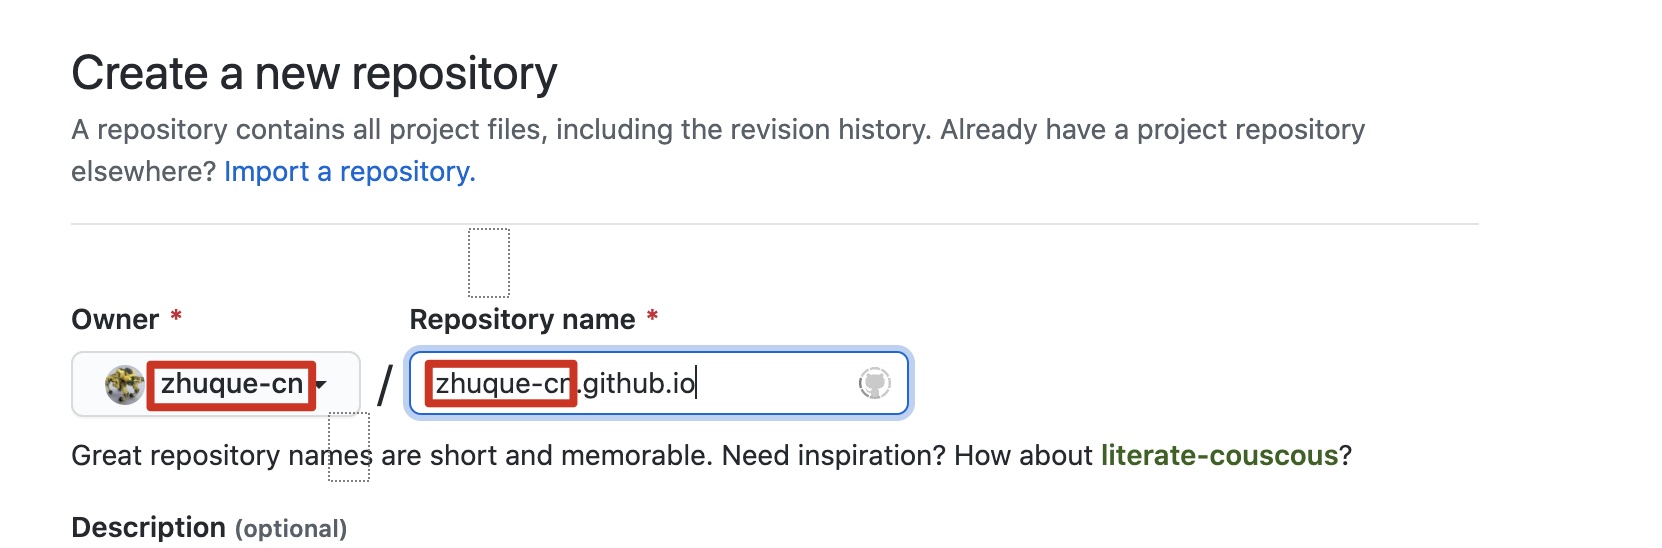 Create a new repository
A repository contains all project files, including the revision history. Already have a project repository
elsewhere? Import a repository.
Owner * Repository name *
zhuque-cn / zhuque-cn.github.io
Great repository names are short and memorable. Need inspiration? How about literate-couscous?
Description (optional)